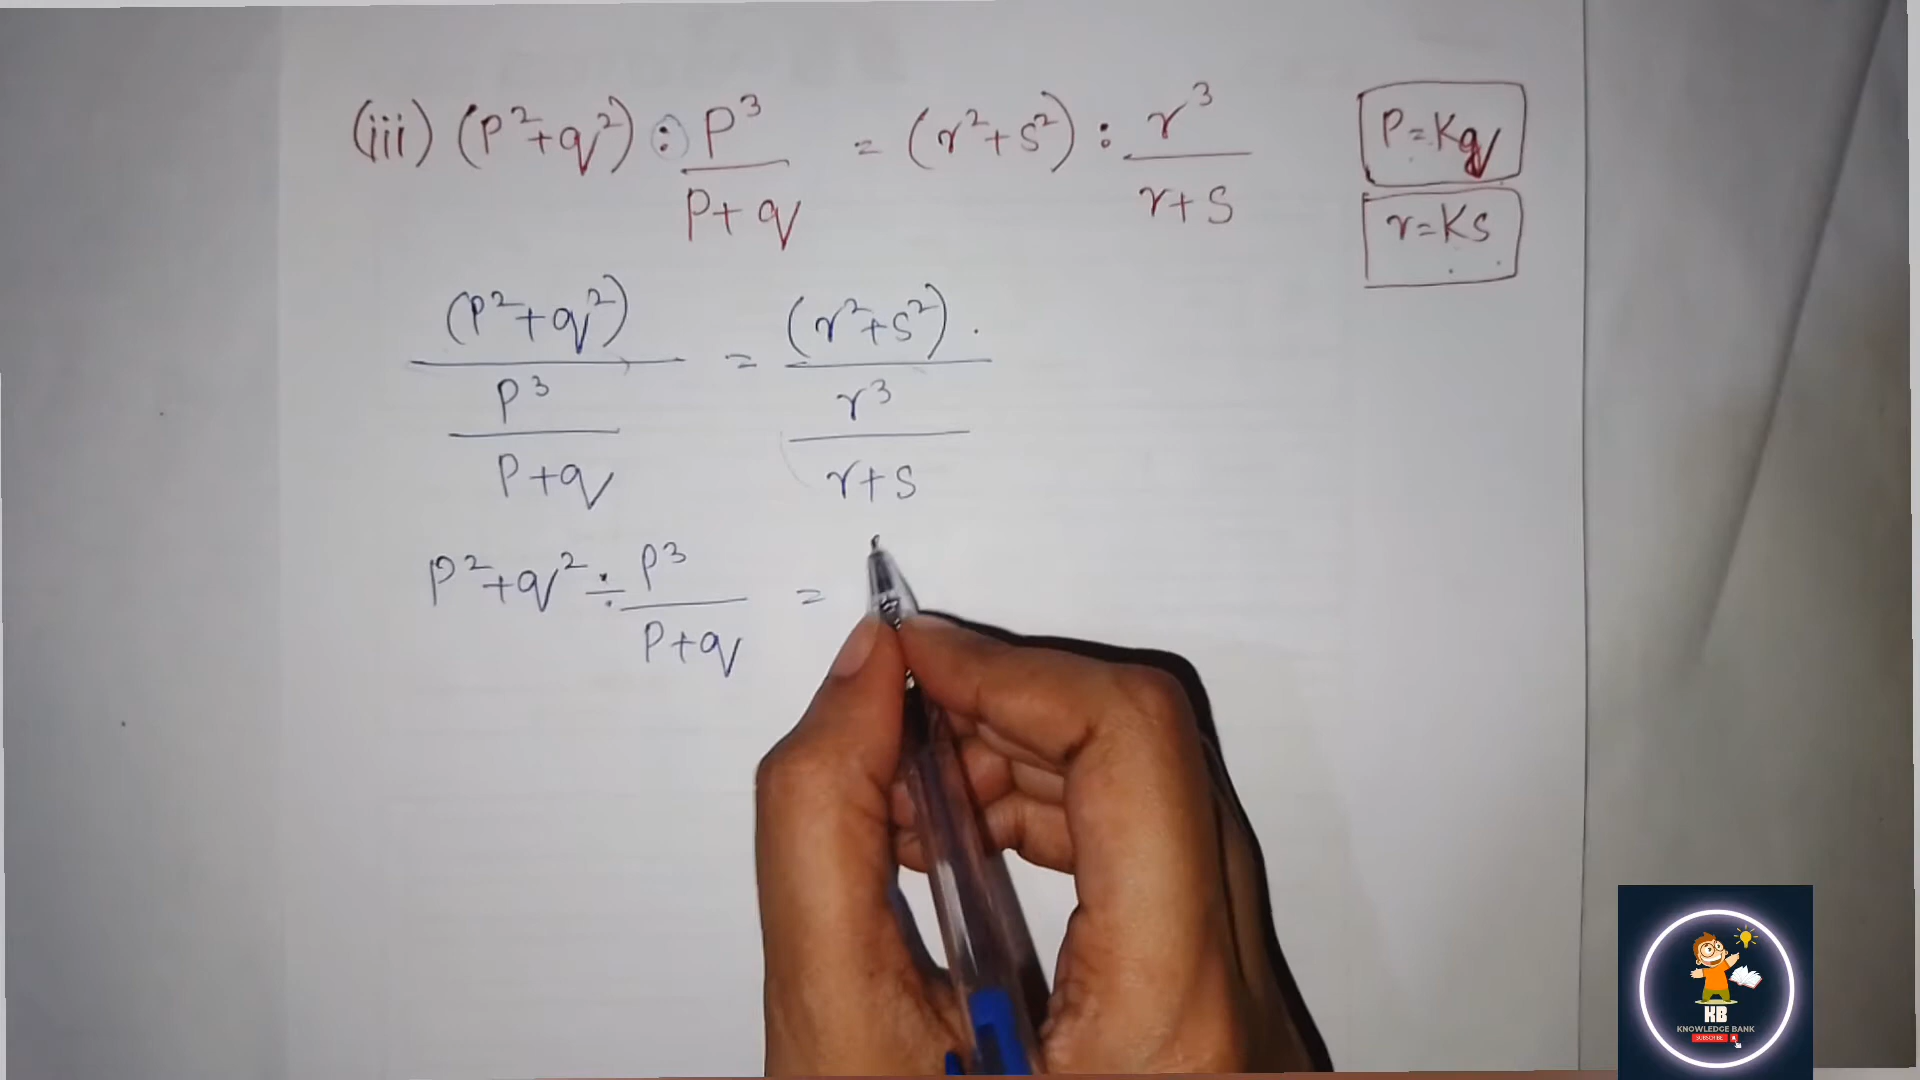 (iii) (P²+q²) : P³/P+q = (r²+s²) : r³/r+s
P=Kq
r=Ks
(P²+q²)/P³/P+q = (r²+s²)/r³/r+s
P²+q² ÷ P³/P+q =
KB
KNOWLEDGE BANK
SUBSCRIBE